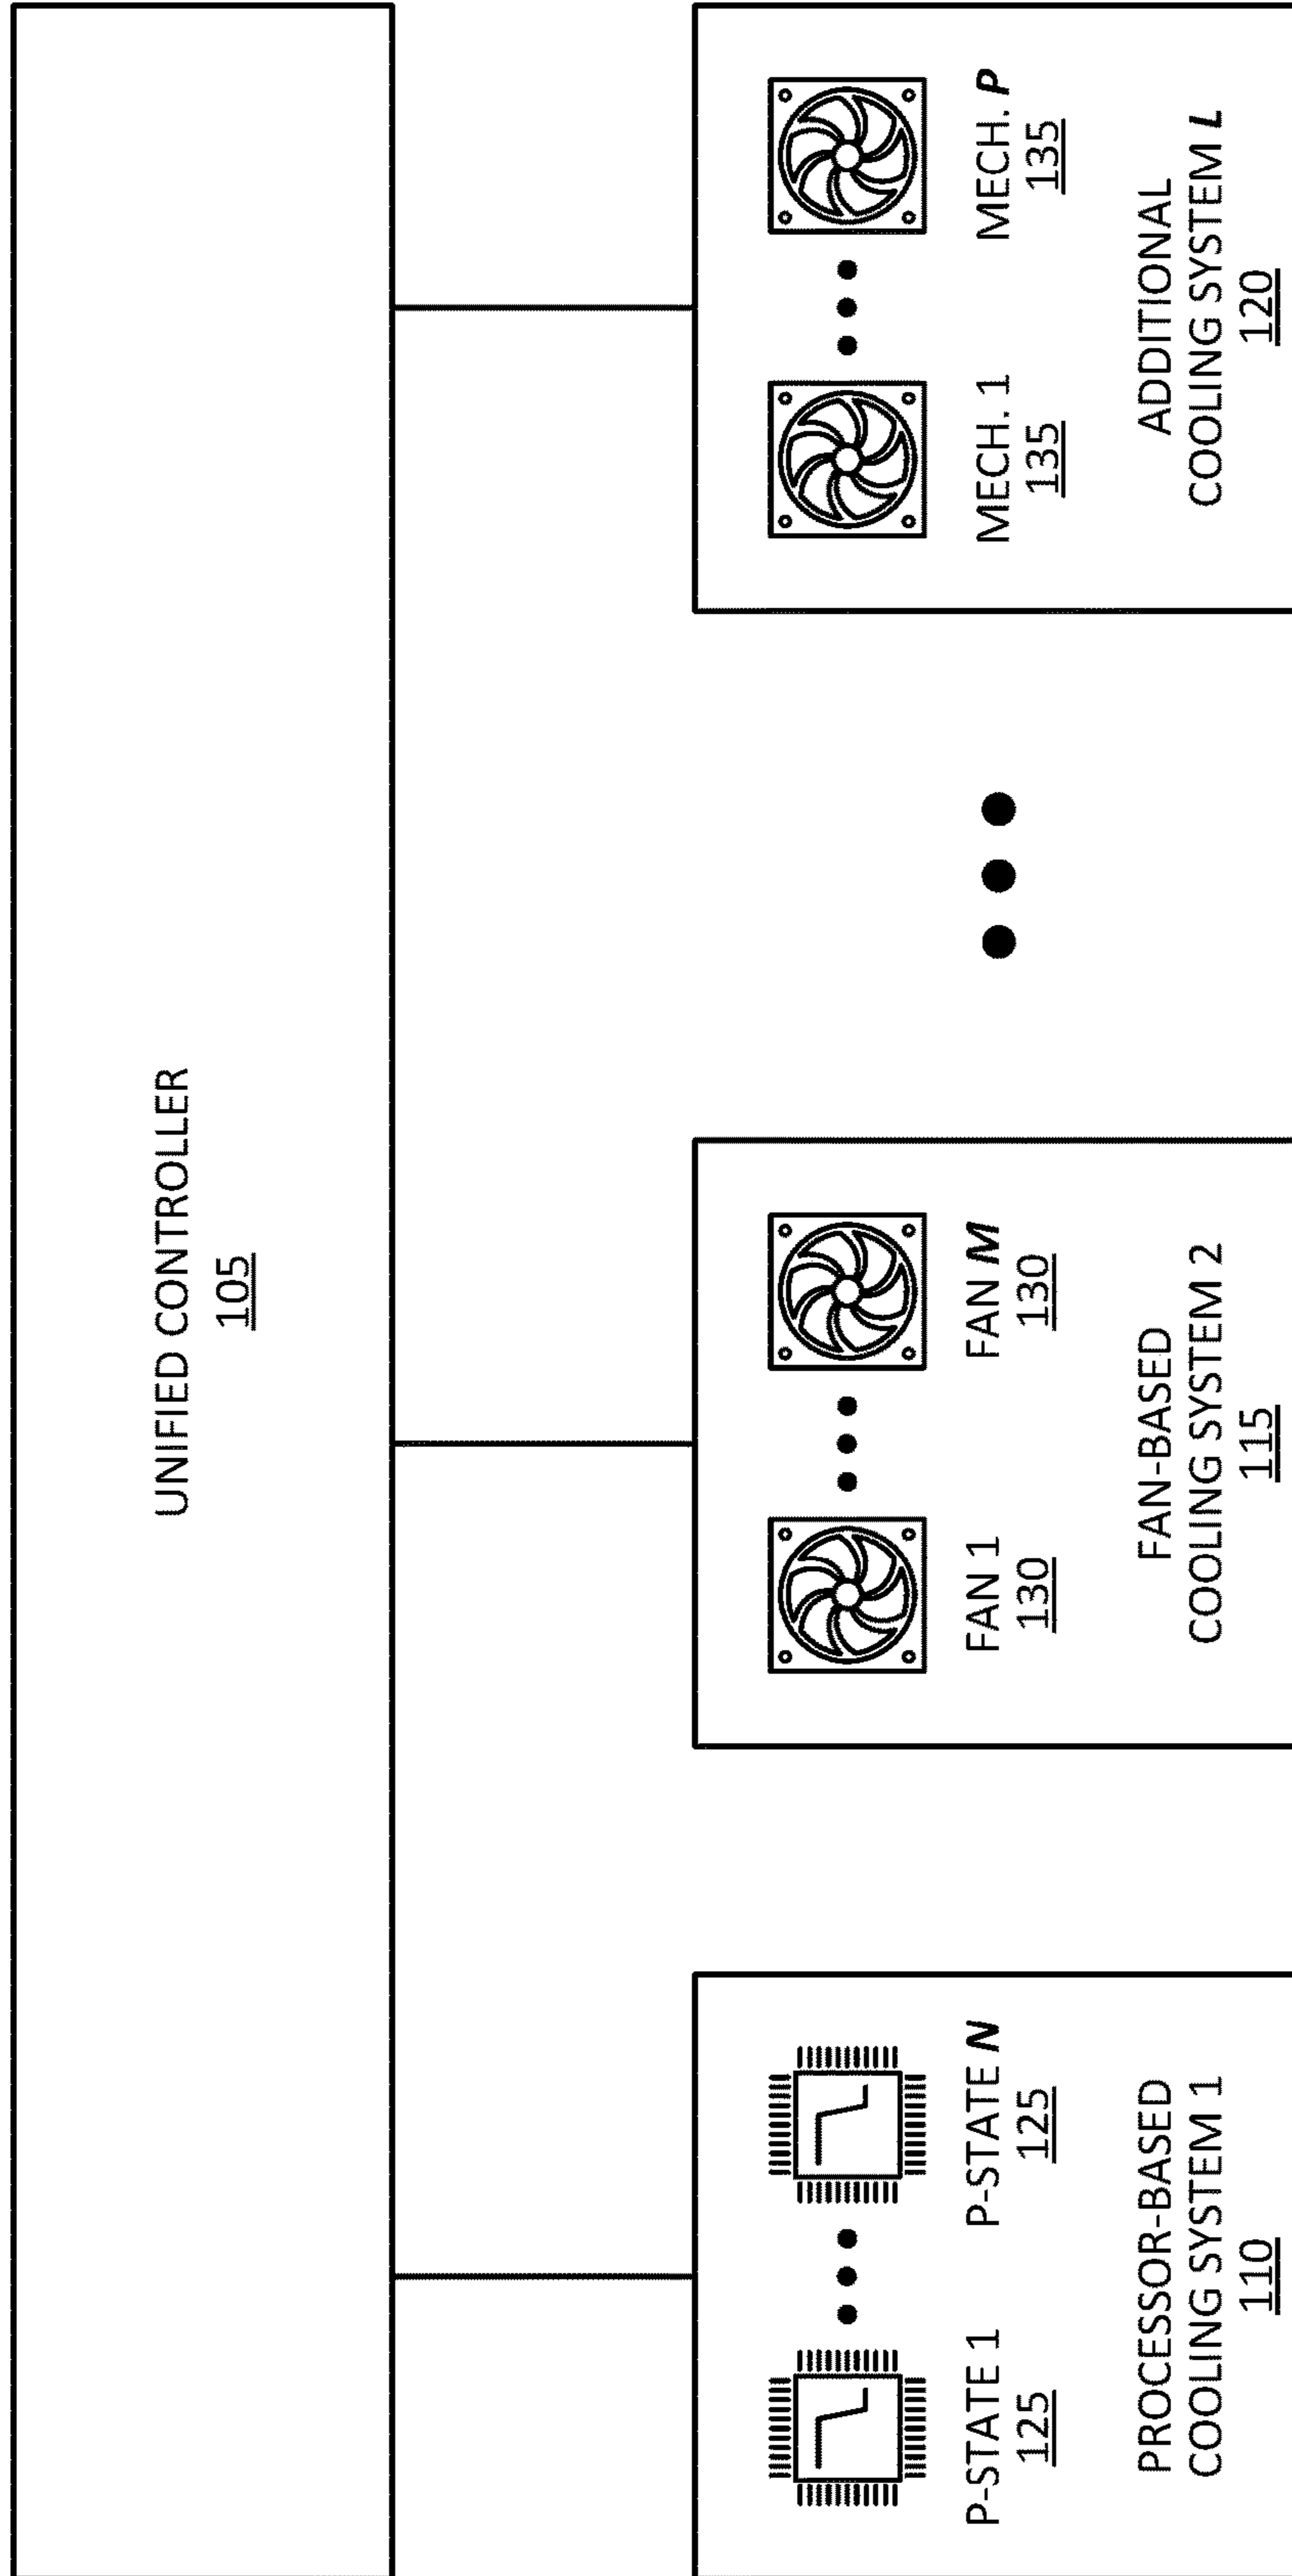 UNIFIED CONTROLLER
105
P-STATE 1
125
P-STATE N
125
PROCESSOR-BASED
COOLING SYSTEM 1
110
FAN 1
130
FAN M
130
FAN-BASED
COOLING SYSTEM 2
115
MECH. 1
135
MECH. P
135
ADDITIONAL
COOLING SYSTEM L
120